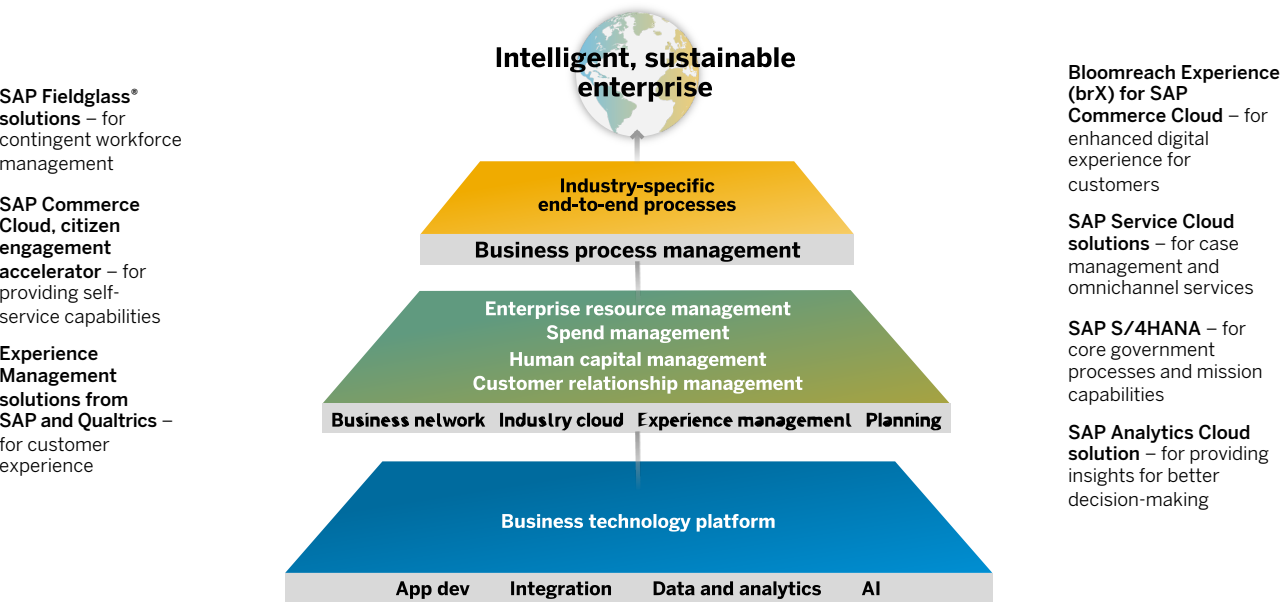 Intelligent, sustainable
enterprise
SAP Fieldglass®
solutions – for
contingent workforce
management
SAP Commerce
Cloud, citizen
engagement
accelerator – for
providing self-
service capabilities
Experience
Management
solutions from
SAP and Qualtrics –
for customer
experience
Industry-specific
end-to-end processes
Business process management
Enterprise resource management
Spend management
Human capital management
Customer relationship management
Business network Industry cloud Experience management Planning
Business technology platform
App dev Integration Data and analytics AI
Bloomreach Experience
(brX) for SAP
Commerce Cloud – for
enhanced digital
experience for
customers
SAP Service Cloud
solutions – for case
management and
omnichannel services
SAP S/4HANA – for
core government
processes and mission
capabilities
SAP Analytics Cloud
solution – for providing
insights for better
decision-making